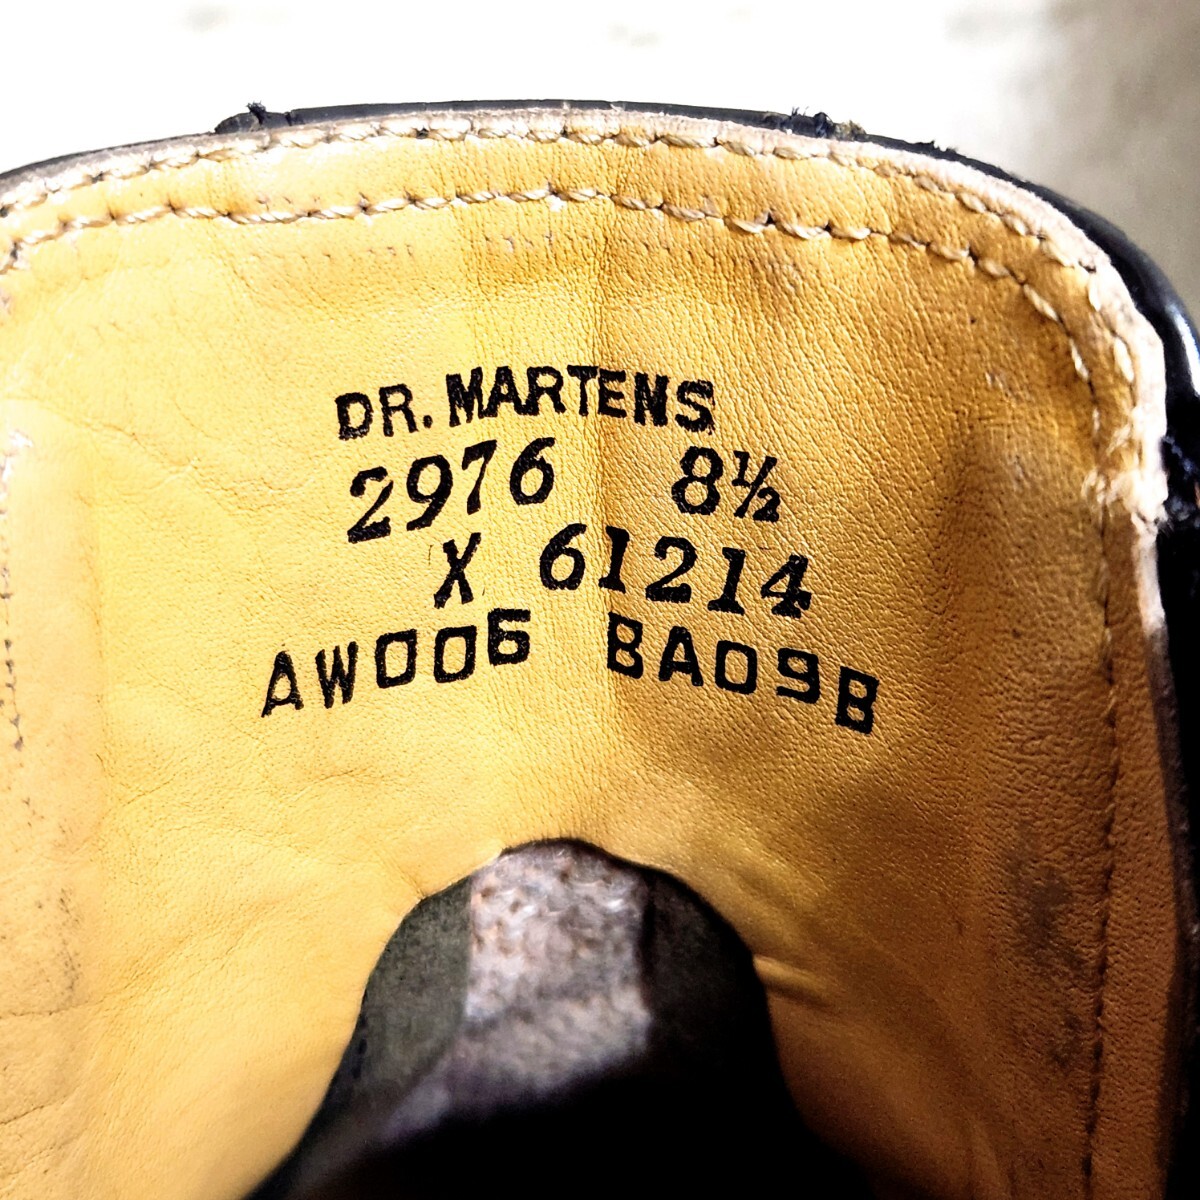 DR. MARTENS
2976 8½
X 61214
AW006 BA09B